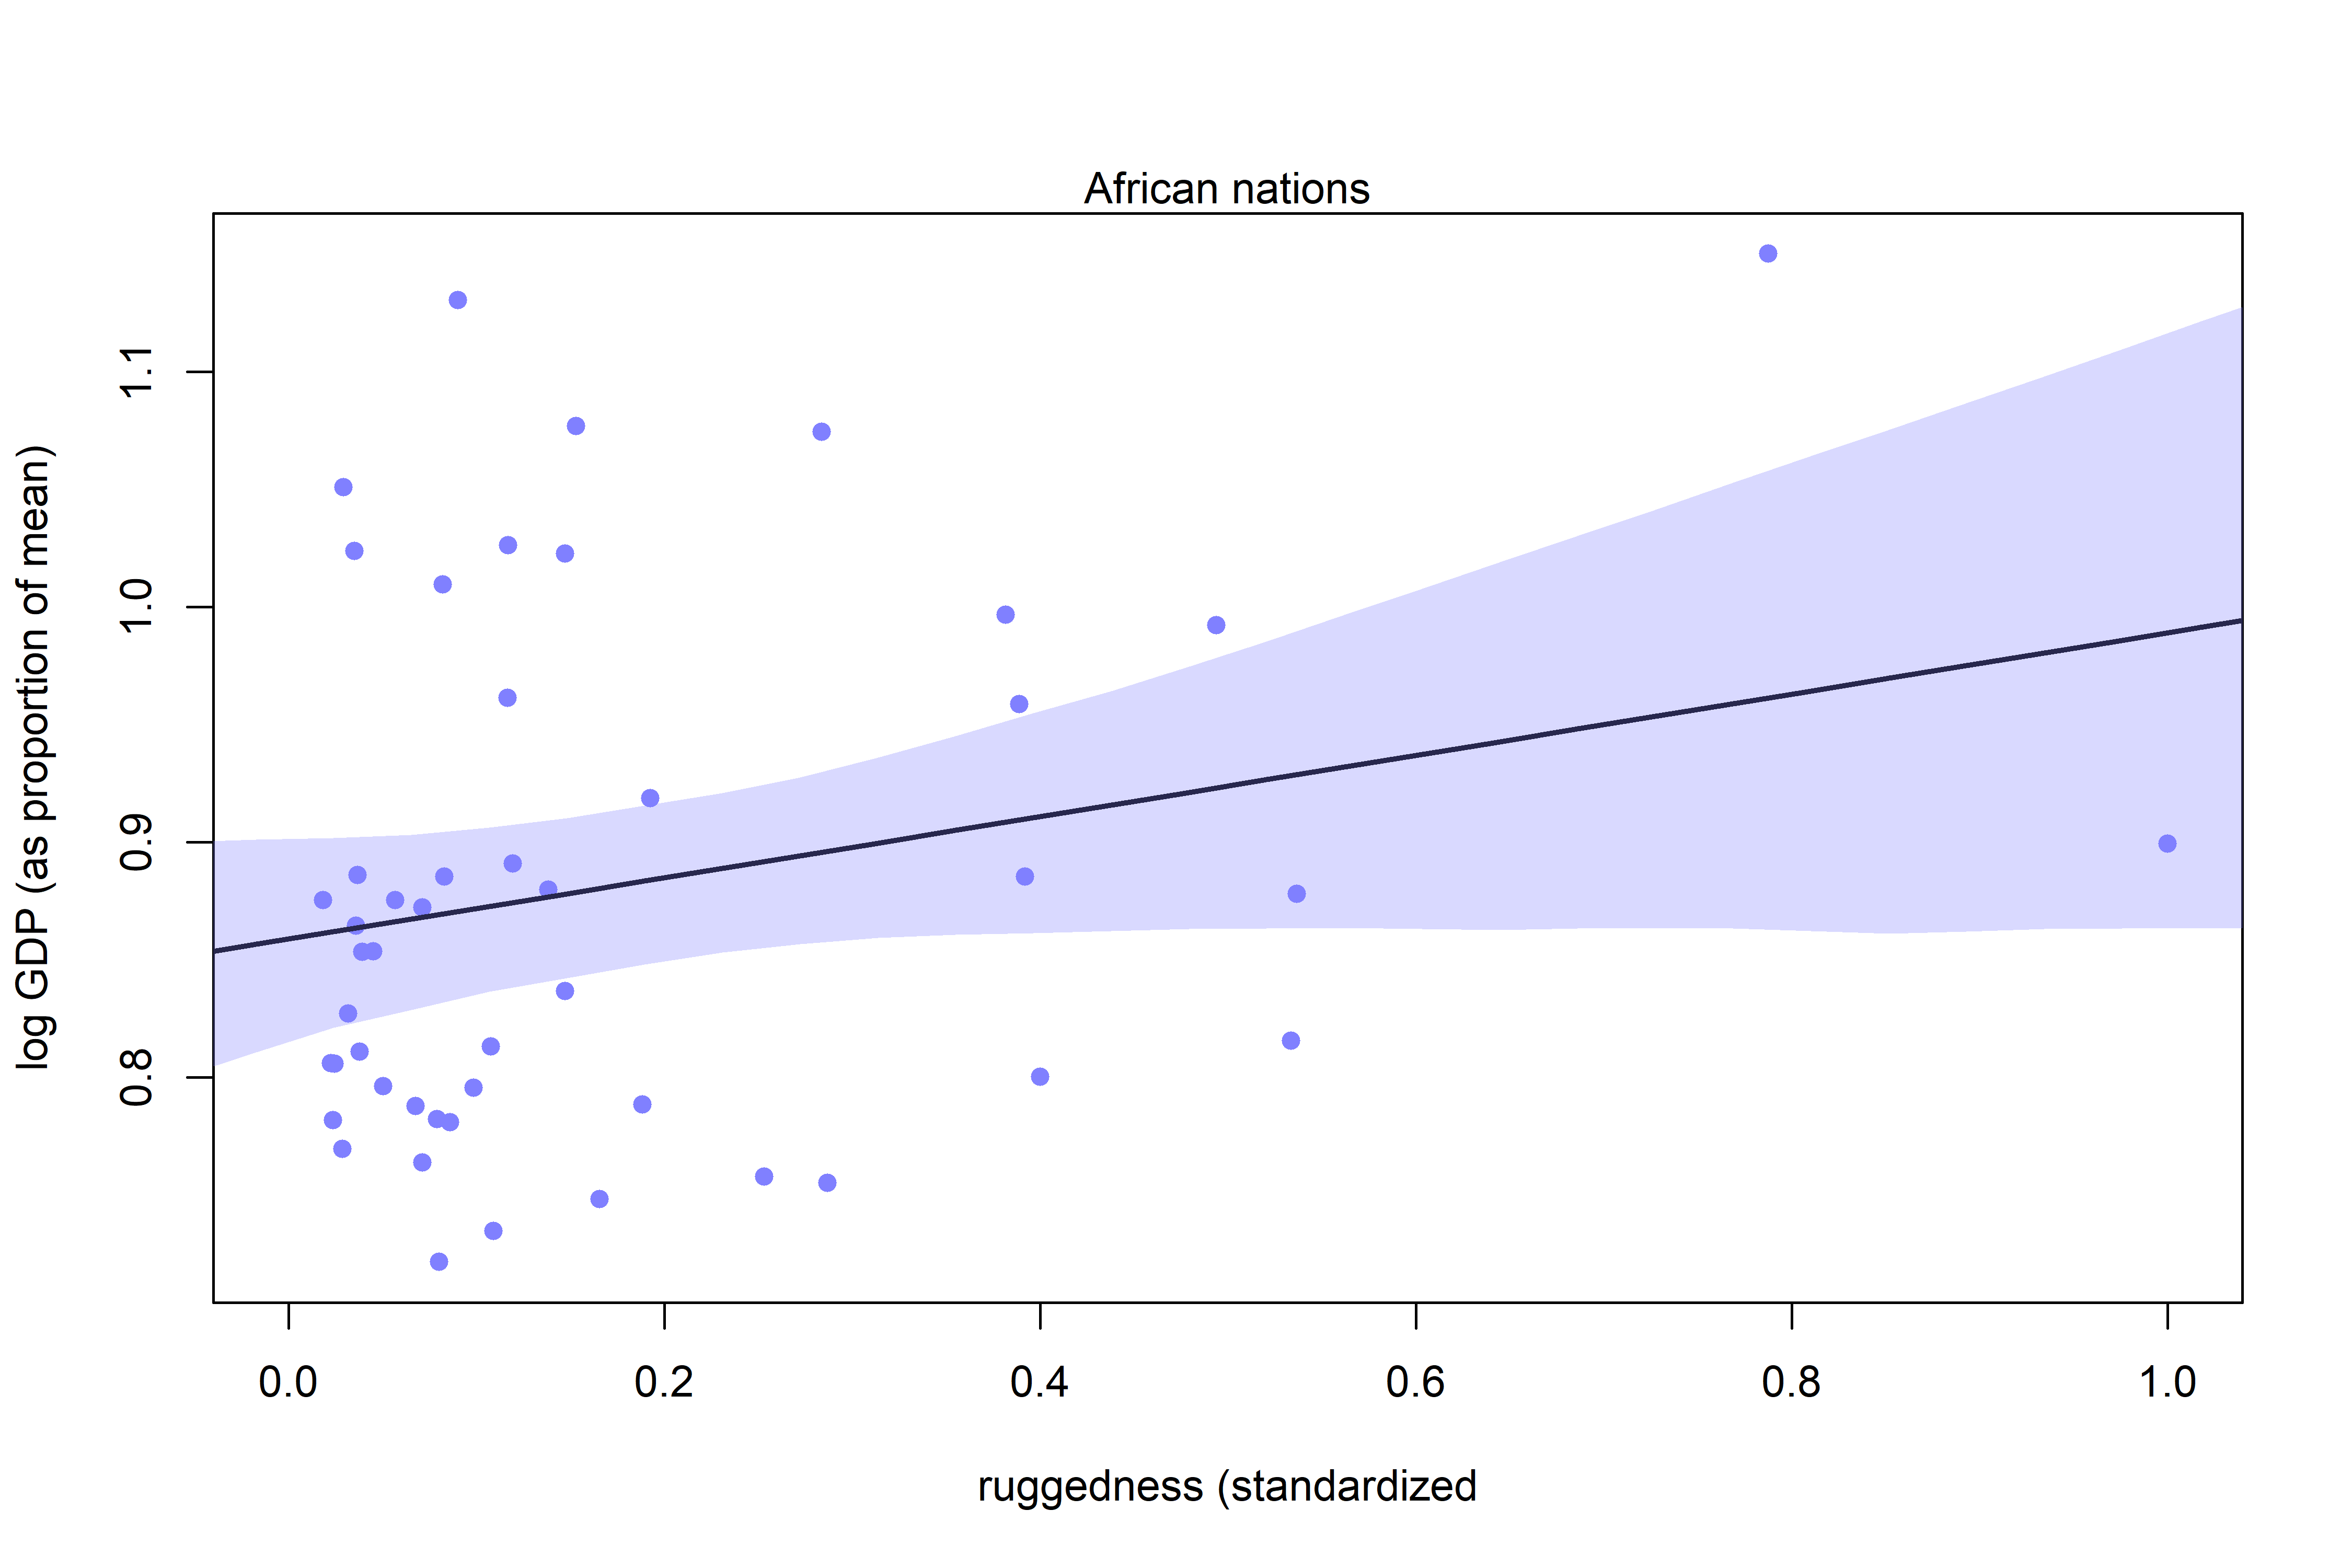 African nations
log GDP (as proportion of mean)
1.1
1.0
0.9
0.8
0.0 0.2 0.4 0.6 0.8 1.0
ruggedness (standardized